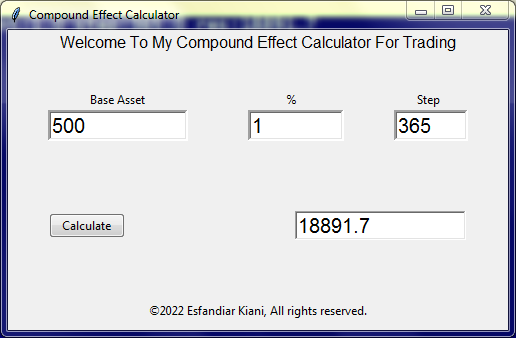 Compound Effect Calculator
Welcome To My Compound Effect Calculator For Trading
Base Asset % Step
500 1 365
Calculate 18891.7
©2022 Esfandiar Kiani, All rights reserved.